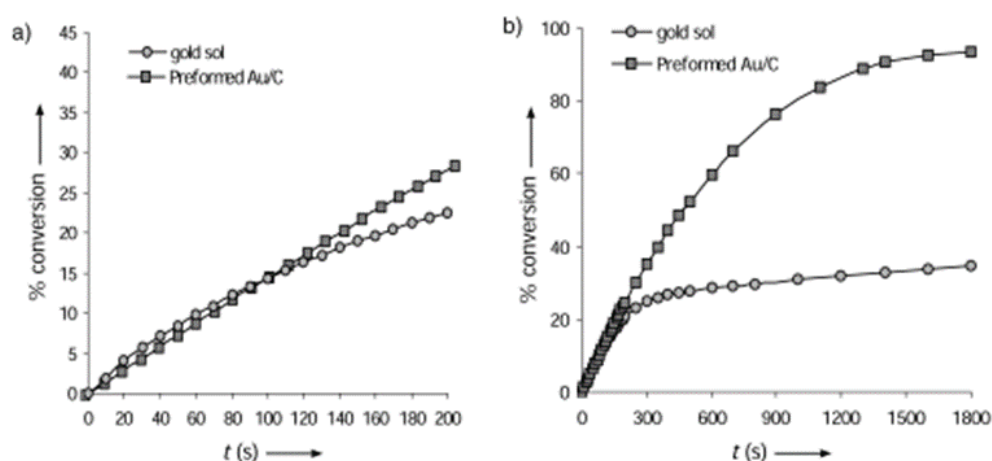 a)
45
40
35
30
25
20
15
10
5
0
% conversion
gold sol
Preformed Au/C
0 20 40 60 80 100 120 140 160 180 200
t (s)
b)
100
80
60
40
20
0
% conversion
gold sol
Preformed Au/C
0 300 600 900 1200 1500 1800
t (s)